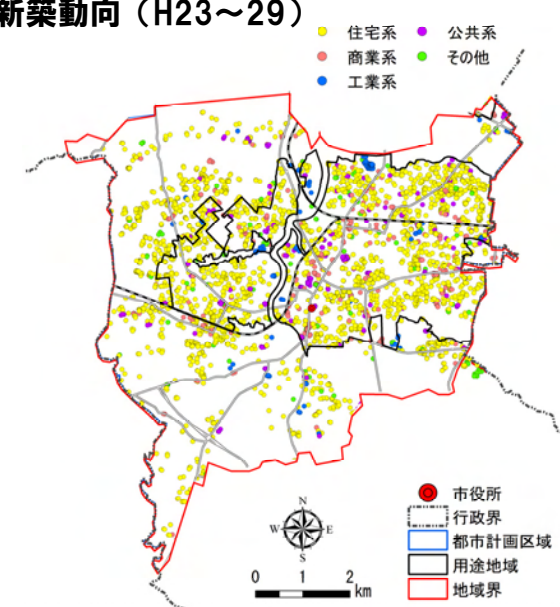 新築動向（H23～29）
住宅系 公共系
商業系 その他
工業系
N
W E
S
0 1 2
km
市役所
行政界
都市計画区域
用途地域
地域界